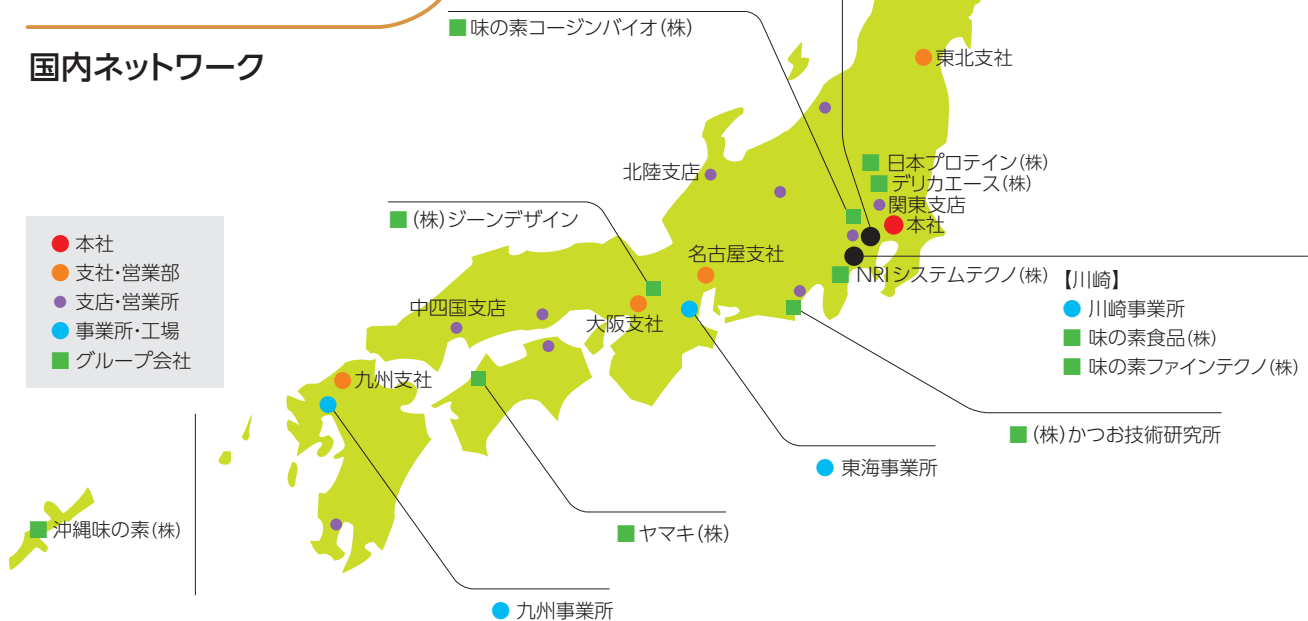 国内ネットワーク
味の素コージンバイオ(株)
東北支社
日本プロテイン(株)
デリカエース(株)
関東支店
本社
北陸支店
(株)ジーンデザイン
本社
支社・営業部
支店・営業所
事業所・工場
グループ会社
名古屋支社
NRIシステムテクノ(株)
【川崎】
川崎事業所
味の素食品(株)
味の素ファインテクノ(株)
中四国支店
大阪支社
九州支社
(株)かつお技術研究所
東海事業所
ヤマキ(株)
沖縄味の素(株)
九州事業所